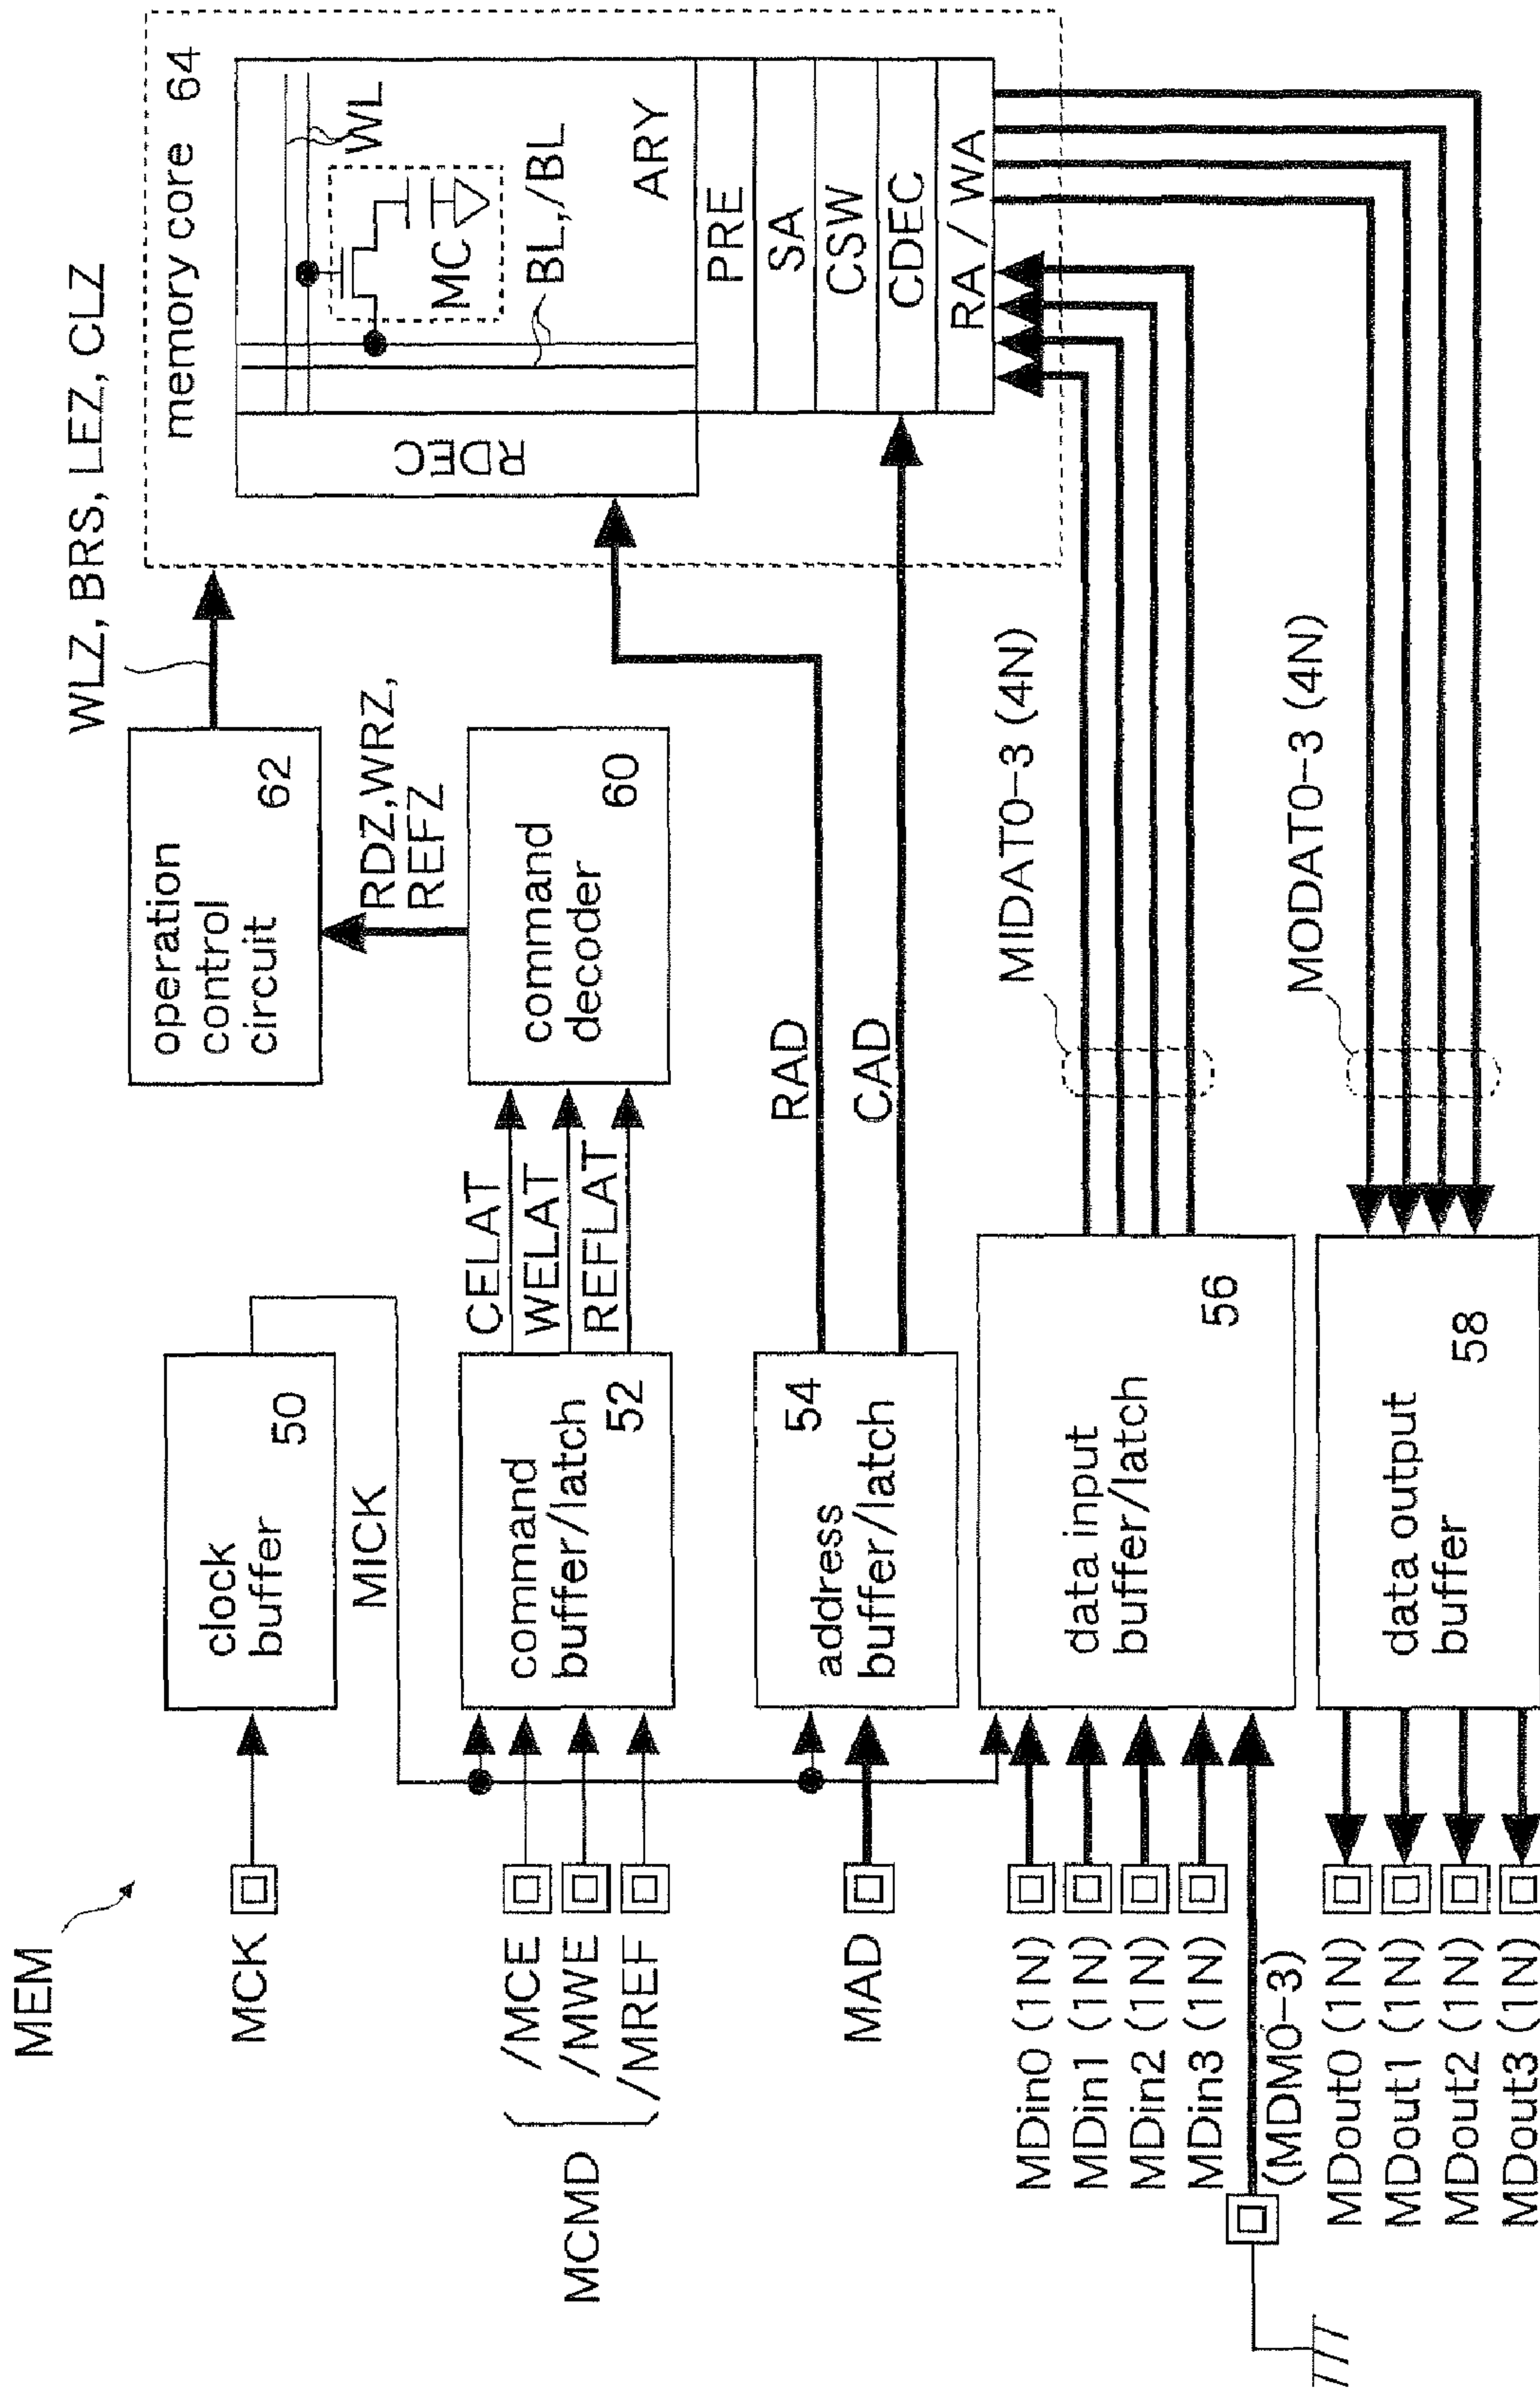 MEM
MCK
clock
buffer
50
MICK
MCMD
/MCE
/MWE
/MREF
command
buffer/latch
52
CELAT
WELAT
REFLAT
command
decoder
60
RDZ,WRZ,
REFZ
operation
control
circuit
62
WLZ, BRS, LEZ, CLZ
memory core 64
RDEC
WL
MC
BL,/BL
ARY
PRE
SA
CSW
CDEC
RA / WA
MAD
address
buffer/latch
54
RAD
CAD
MDin0 (1N)
MDin1 (1N)
MDin2 (1N)
MDin3 (1N)
(MDM0-3)
data input
buffer/latch
56
MIDAT0-3 (4N)
MDout0 (1N)
MDout1 (1N)
MDout2 (1N)
MDout3 (1N)
data output
buffer
58
MODAT0-3 (4N)